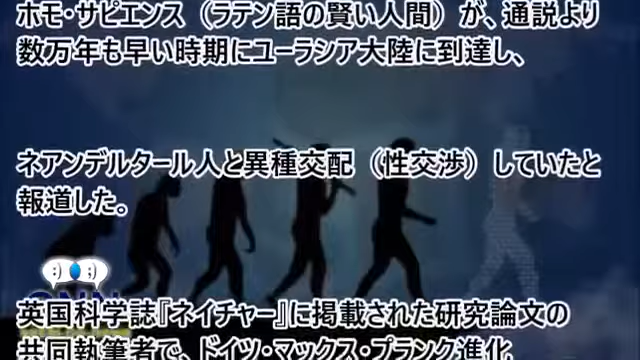 ホモ・サピエンス（ラテン語の賢い人間）が、通説より
数万年も早い時期にユーラシア大陸に到達し、
ネアンデルタール人と異種交配（性交渉）していたと
報道した。
英国科学誌『ネイチャー』に掲載された研究論文の
共同執筆者で、ドイツ・マックス・プランク進化